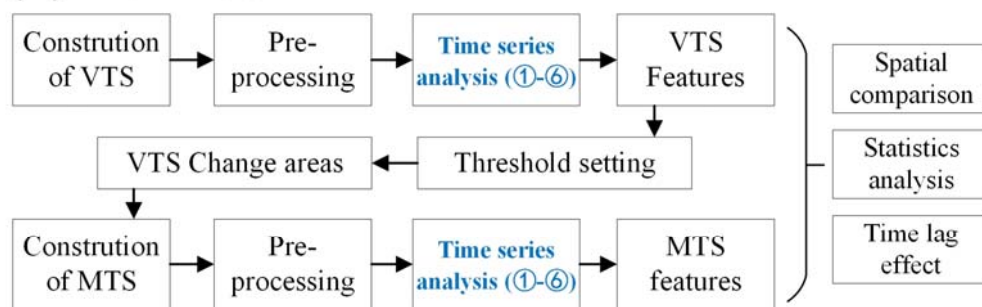 Constrution
of VTS
Pre-
processing
Time series
analysis (①-⑥)
VTS
Features
VTS Change areas
Threshold setting
Constrution
of MTS
Pre-
processing
Time series
analysis (①-⑥)
MTS
features
Spatial
comparison
Statistics
analysis
Time lag
effect